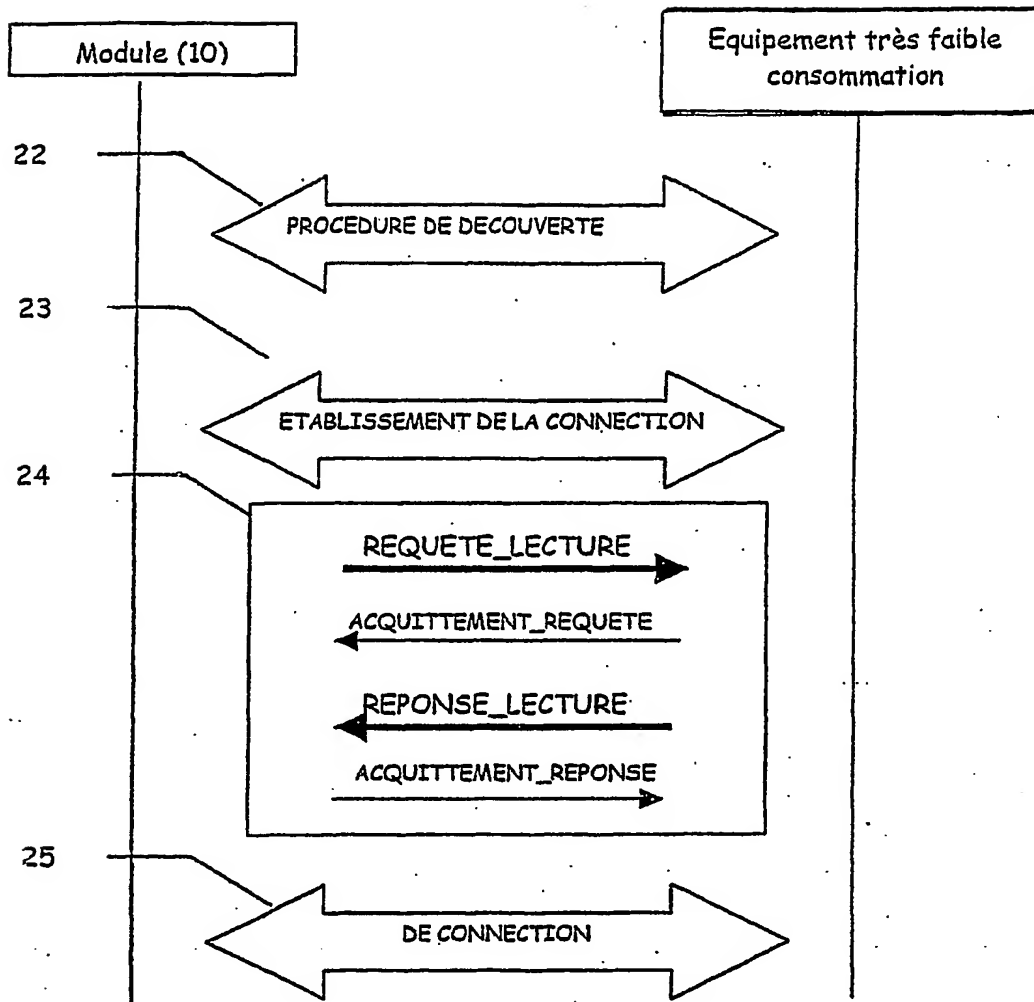 Module (10)
Equipement très faible
consommation
22
PROCEDURE DE DECOUVERTE
23
ETABLISSEMENT DE LA CONNECTION
24
REQUETE_LECTURE
ACQUITTEMENT_REQUETE
REPONSE_LECTURE
ACQUITTEMENT_REPONSE
25
DE CONNECTION